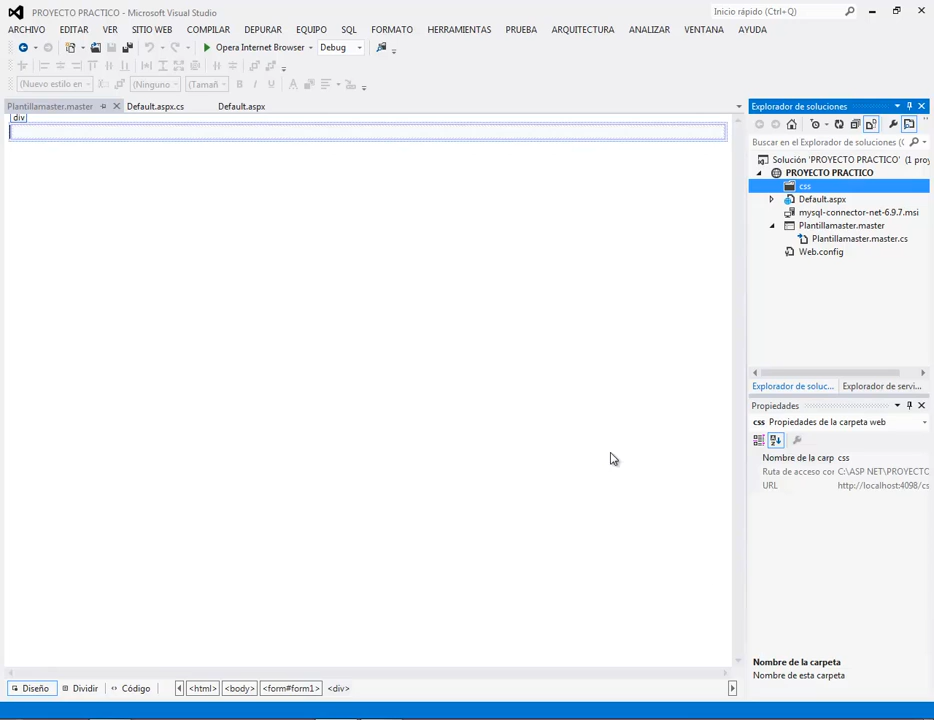 PROYECTO PRACTICO - Microsoft Visual Studio
Inicio rápido (Ctrl+Q)
ARCHIVO EDITAR VER SITIO WEB COMPILAR DEPURAR EQUIPO SQL FORMATO HERRAMIENTAS PRUEBA ARQUITECTURA ANALIZAR VENTANA AYUDA
Opera Internet Browser Debug
(Nuevo estilo en (Ninguno (Tamañ B I U A
Plantillamaster.master Default.aspx.cs Default.aspx
div
Explorador de soluciones
Buscar en el Explorador de soluciones (
Solución 'PROYECTO PRACTICO' (1 proy
PROYECTO PRACTICO
css
Default.aspx
mysql-connector-net-6.9.7.msi
Plantillamaster.master
Plantillamaster.master.cs
Web.config
Explorador de soluc... Explorador de servi...
Propiedades
css Propiedades de la carpeta web
Nombre de la carp css
Ruta de acceso cor C:\ASP NET\PROYECTO
URL http://localhost:4098/cs
Nombre de la carpeta
Nombre de esta carpeta
Diseño Dividir Código <html> <body> <form#form1> <div>